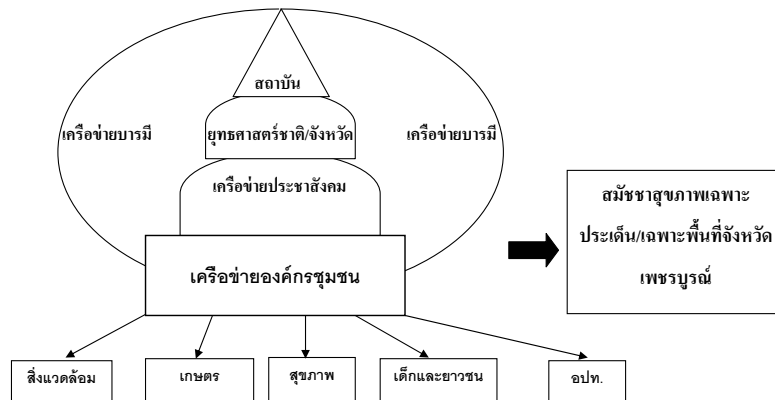 สถาบัน
เครือข่ายบารมี
ยุทธศาสตร์ชาติ/จังหวัด
เครือข่ายบารมี
เครือข่ายประชาสังคม
สมัชชาสุขภาพเฉพาะ
ประเด็น/เฉพาะพื้นที่จังหวัด
เพชรบูรณ์
เครือข่ายองค์กรชุมชน
สิ่งแวดล้อม
เกษตร
สุขภาพ
เด็กและยาวชน
อปท.